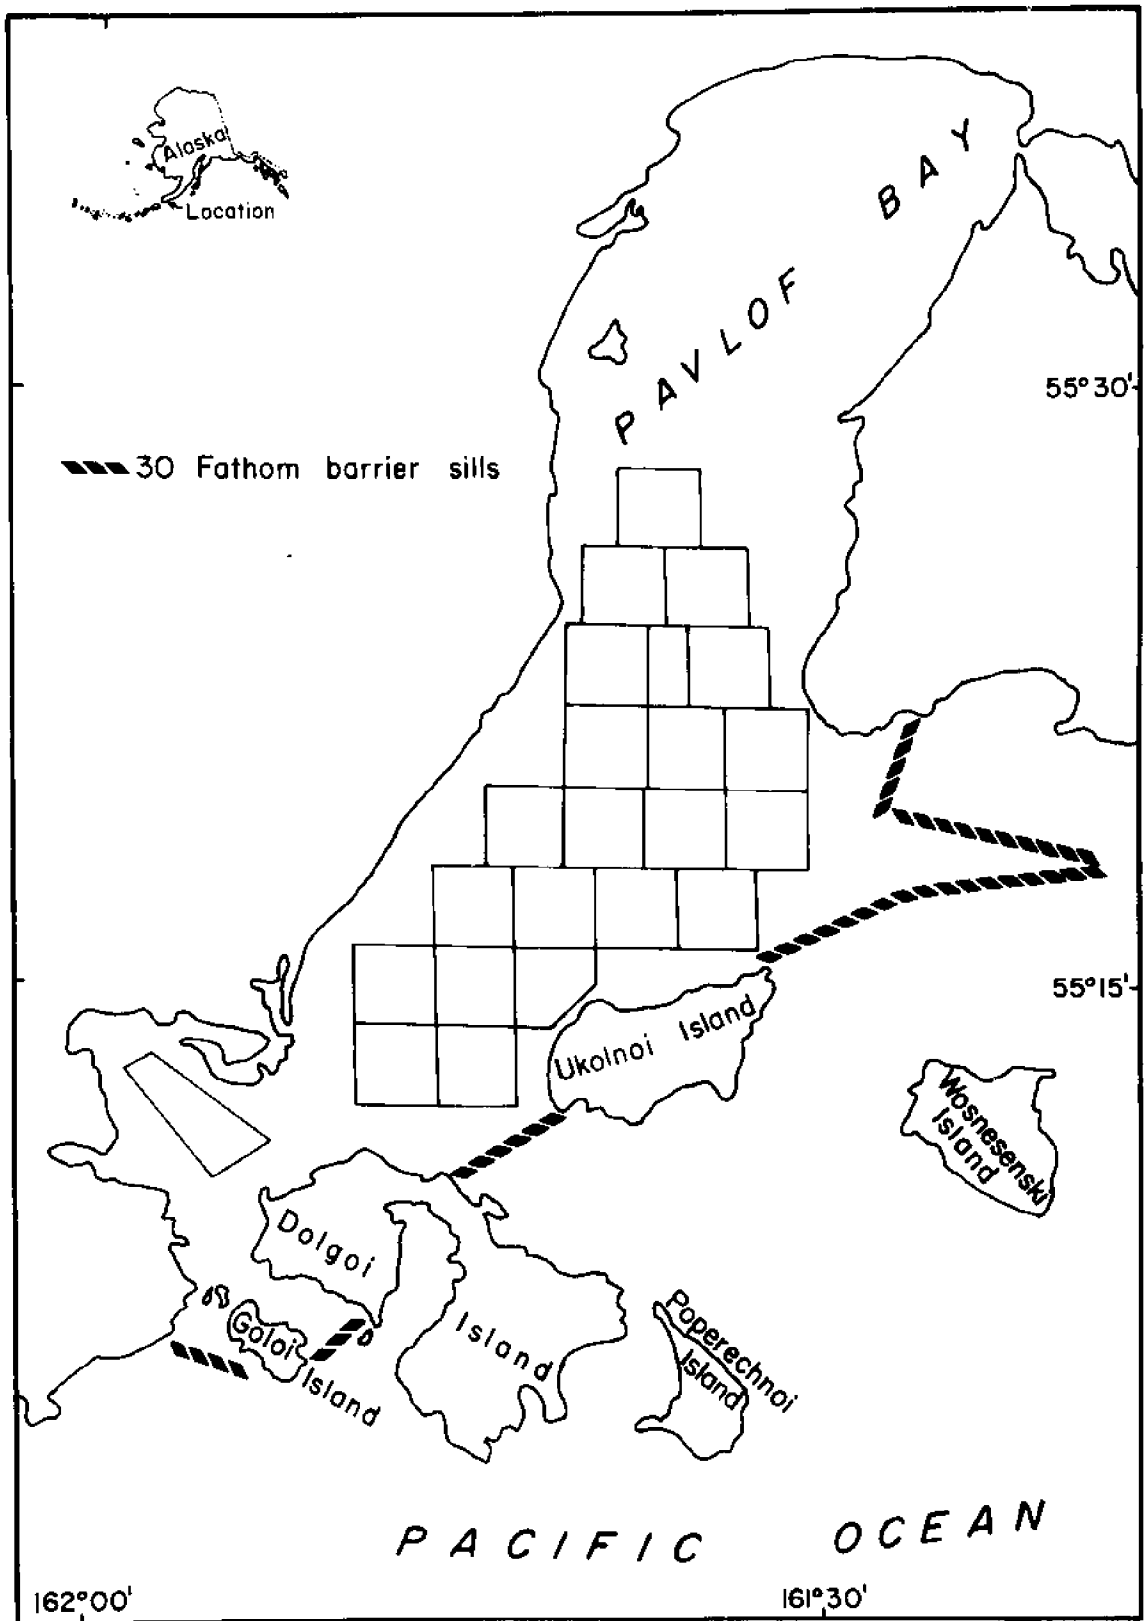 Alaska
Location
PAVLOF BAY
55°30'
30 Fathom barrier sills
55°15'
Ukolnoi Island
Wosnesenski
Island
Dolgoi
Island
Goloi Island
Poperechnoi
Island
PACIFIC OCEAN
162°00'
161°30'